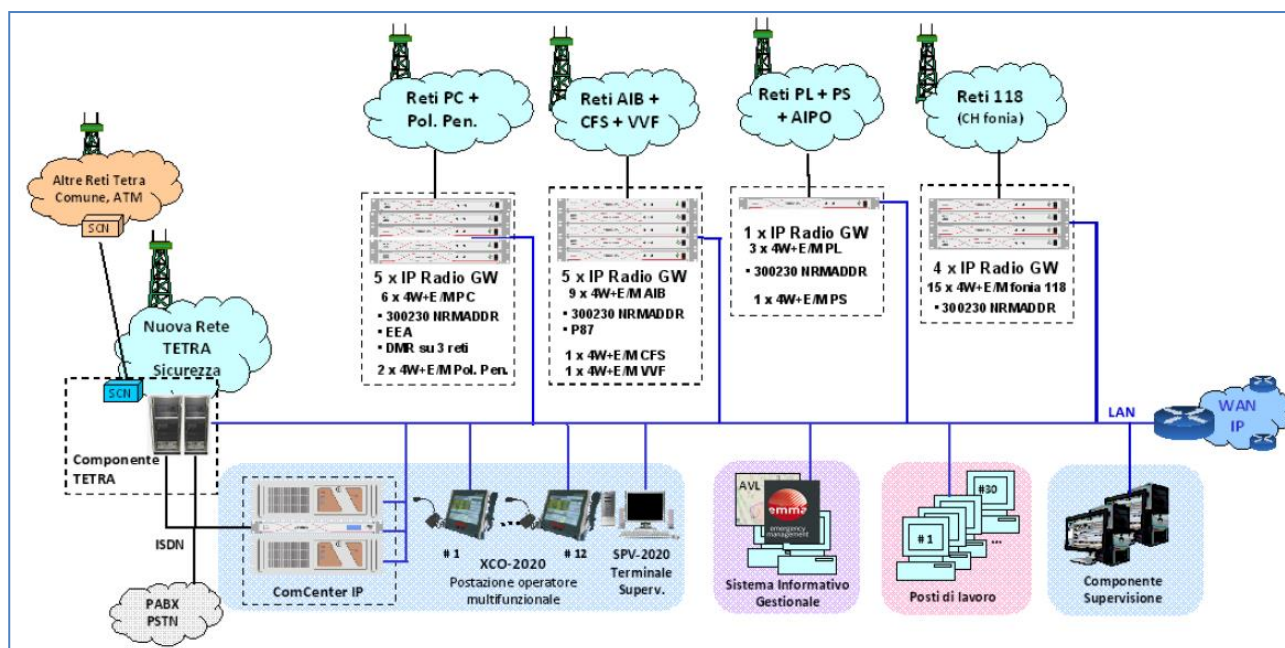 Reti PC +
Pol. Pen.
Reti AIB +
CFS + VVF
Reti PL + PS
+ AIPO
Reti 118
(CH fonia)
Altre Reti Tetra
Comune, ATM
SCN
5 x IP Radio GW
6 x 4W+E/M PC
▪ 300230 NRMADDR
▪ EEA
▪ DMR su 3 reti
2 x 4W+E/M Pol. Pen.
5 x IP Radio GW
9 x 4W+E/M AIB
▪ 300230 NRMADDR
▪ P87
1 x 4W+E/M CFS
1 x 4W+E/M VVF
1 x IP Radio GW
3 x 4W+E/M PL
▪ 300230 NRMADDR
1 x 4W+E/M PS
4 x IP Radio GW
15 x 4W+E/M fonia 118
▪ 300230 NRMADDR
Nuova Rete
TETRA
Sicurezza
SCN
Componente
TETRA
LAN
WAN
IP
ISDN
PABX
PSTN
ComCenter IP
# 1
# 12
XCO-2020
Postazione operatore
multifunzionale
SPV-2020
Terminale
Superv.
AVL
emma
emergency
management
Sistema Informativo
Gestionale
#1
#30
...
Posti di lavoro
Componente
Supervisione